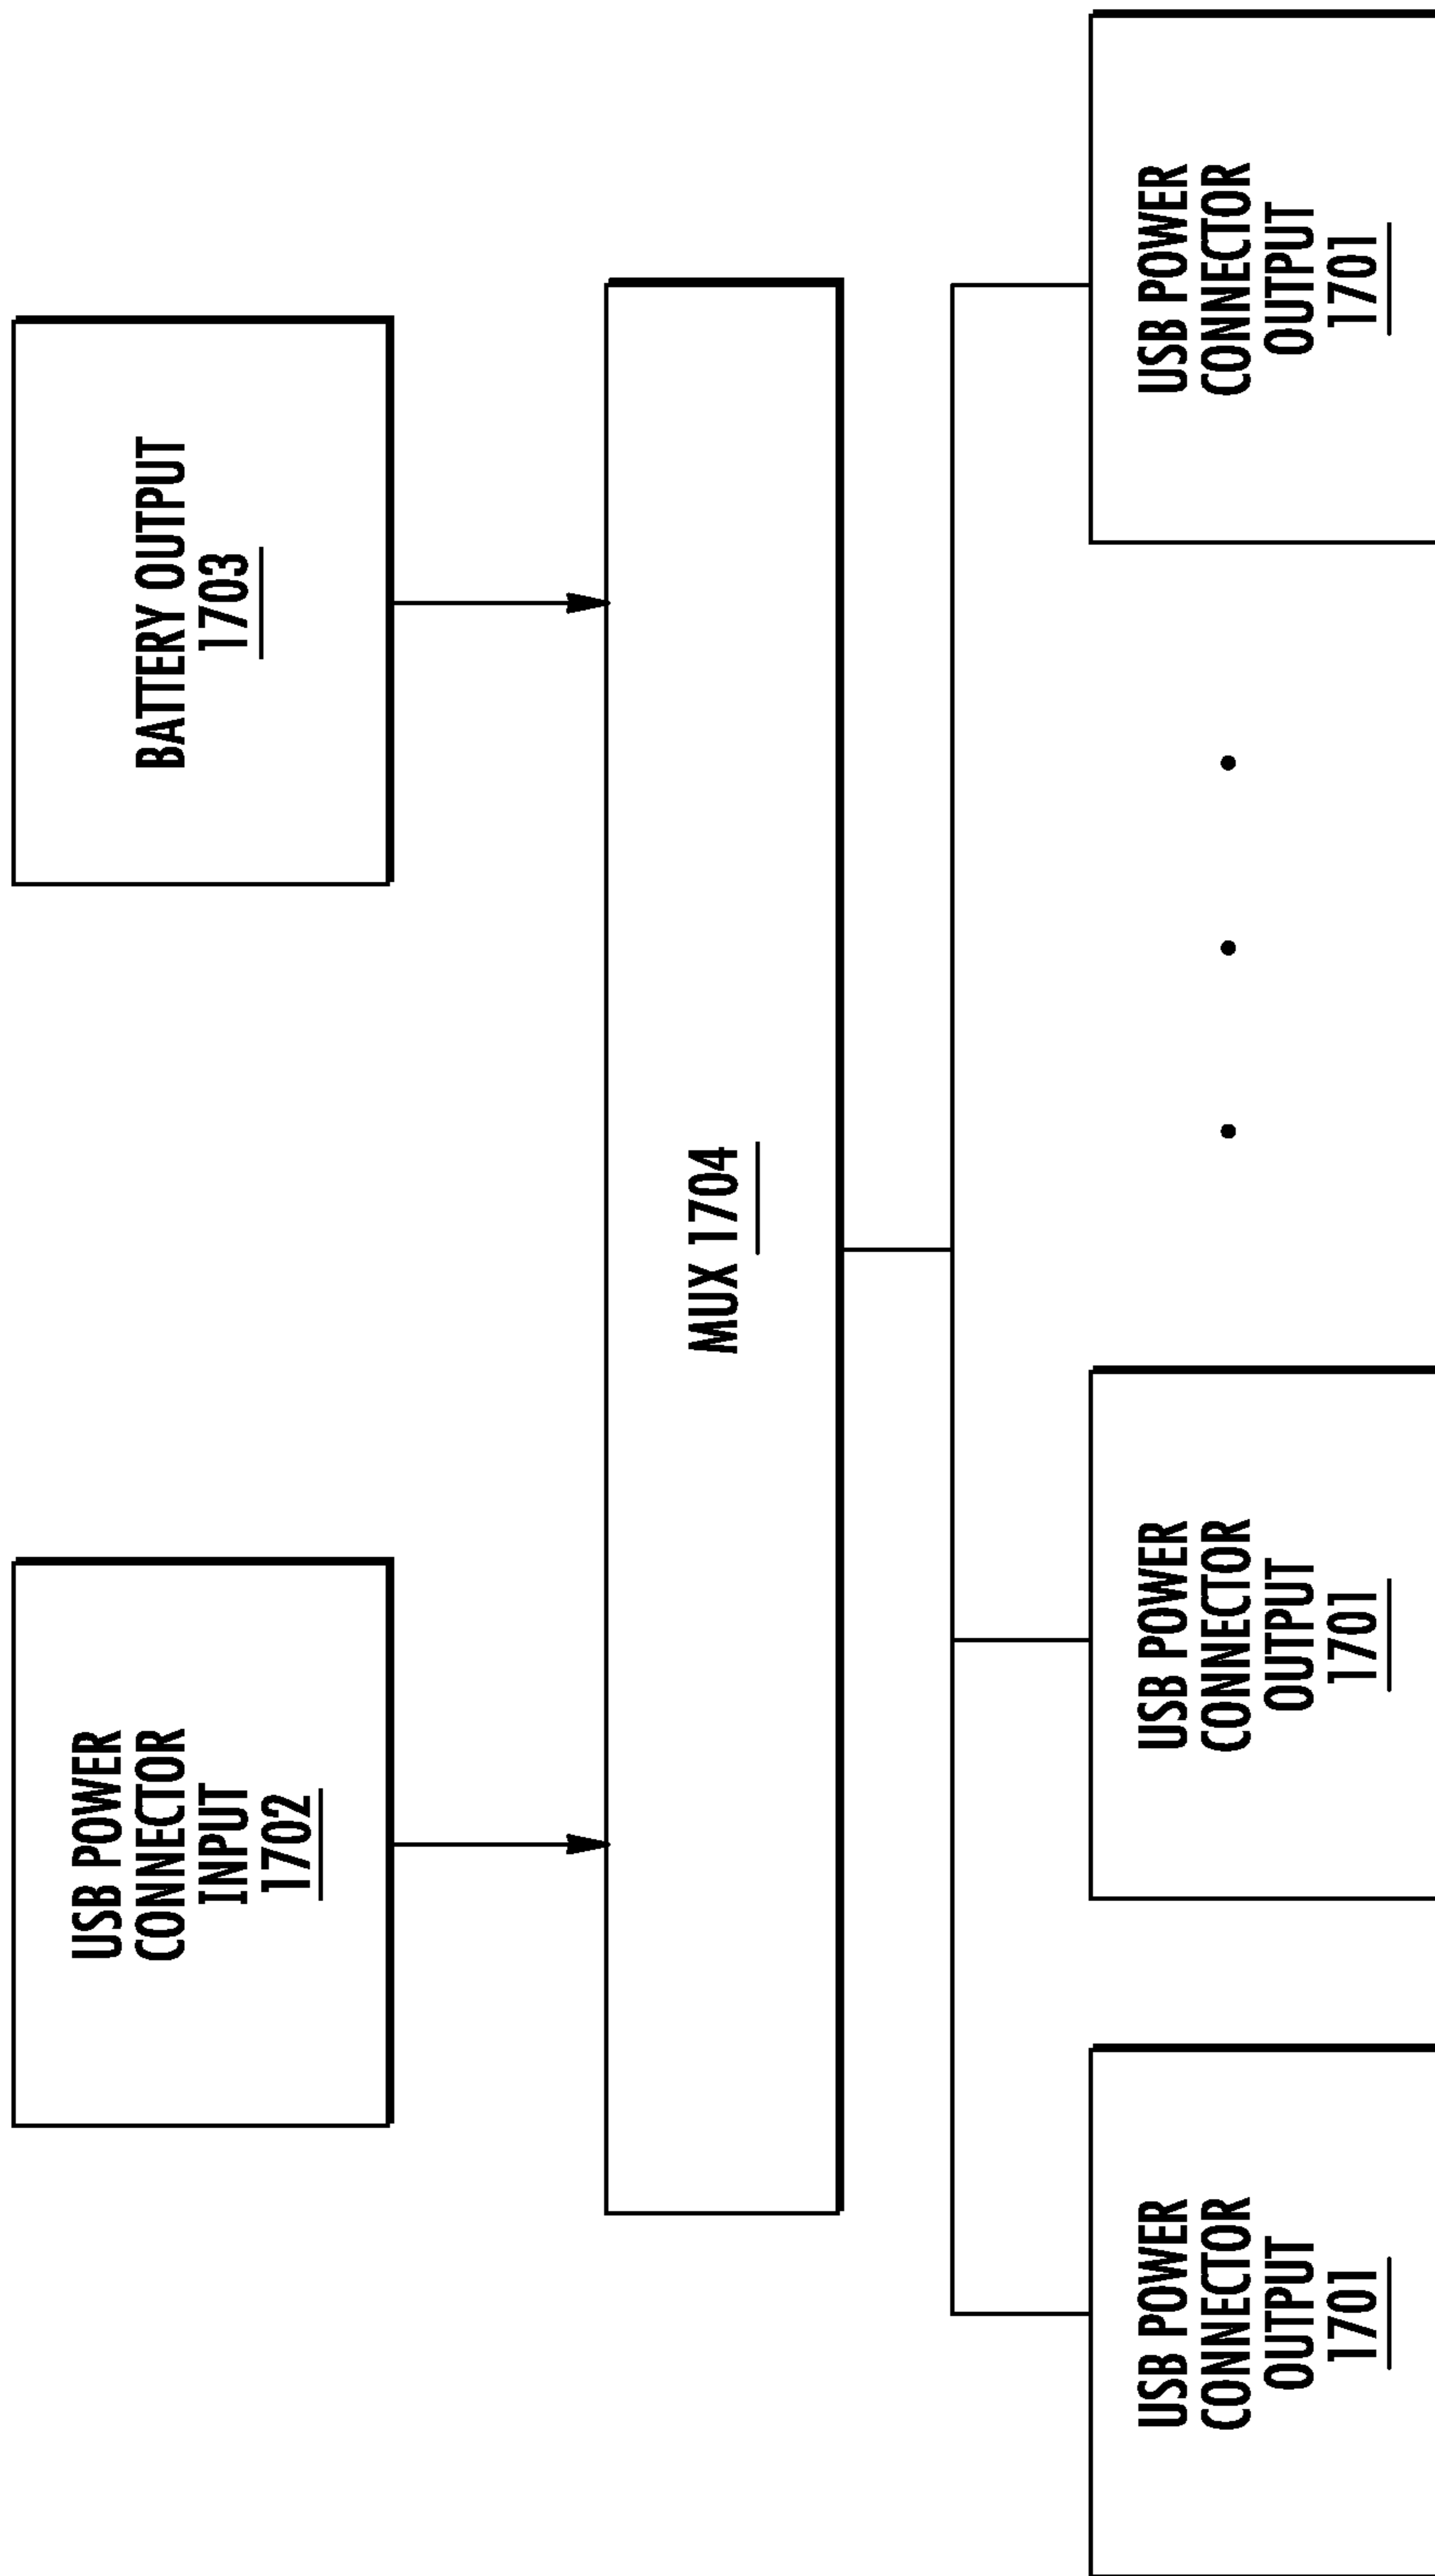 USB POWER
CONNECTOR
INPUT
1702
BATTERY OUTPUT
1703
MUX 1704
USB POWER
CONNECTOR
OUTPUT
1701
USB POWER
CONNECTOR
OUTPUT
1701
USB POWER
CONNECTOR
OUTPUT
1701